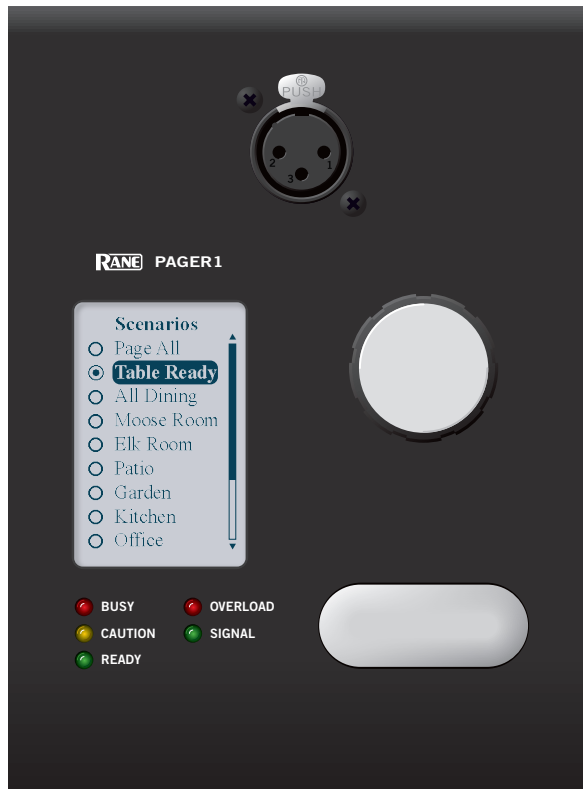 PUSH
2 1
3
RANE PAGER1
Scenarios
Page All
Table Ready
All Dining
Moose Room
Elk Room
Patio
Garden
Kitchen
Office
BUSY OVERLOAD
CAUTION SIGNAL
READY